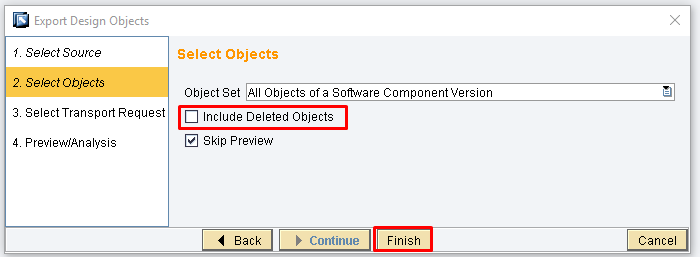 Export Design Objects
1. Select Source
2. Select Objects
3. Select Transport Request
4. Preview/Analysis
Select Objects
Object Set All Objects of a Software Component Version
Include Deleted Objects
Skip Preview
Back Continue Finish Cancel